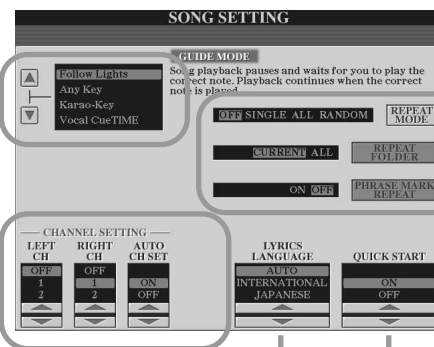 SONG SETTING
GUIDE MODE
Song playback pauses and waits for you to play the
correct note. Playback continues when the correct
note is played.
Follow Lights
Any Key
Karao-Key
Vocal CueTIME
OFF SINGLE ALL RANDOM
REPEAT
MODE
CURRENT ALL
REPEAT
FOLDER
ON OFF
PHRASE MARK
REPEAT
CHANNEL SETTING
LEFT
CH
OFF
1
2
RIGHT
CH
OFF
1
2
AUTO
CH SET
ON
OFF
LYRICS
LANGUAGE
AUTO
INTERNATIONAL
JAPANESE
QUICK START
ON
OFF